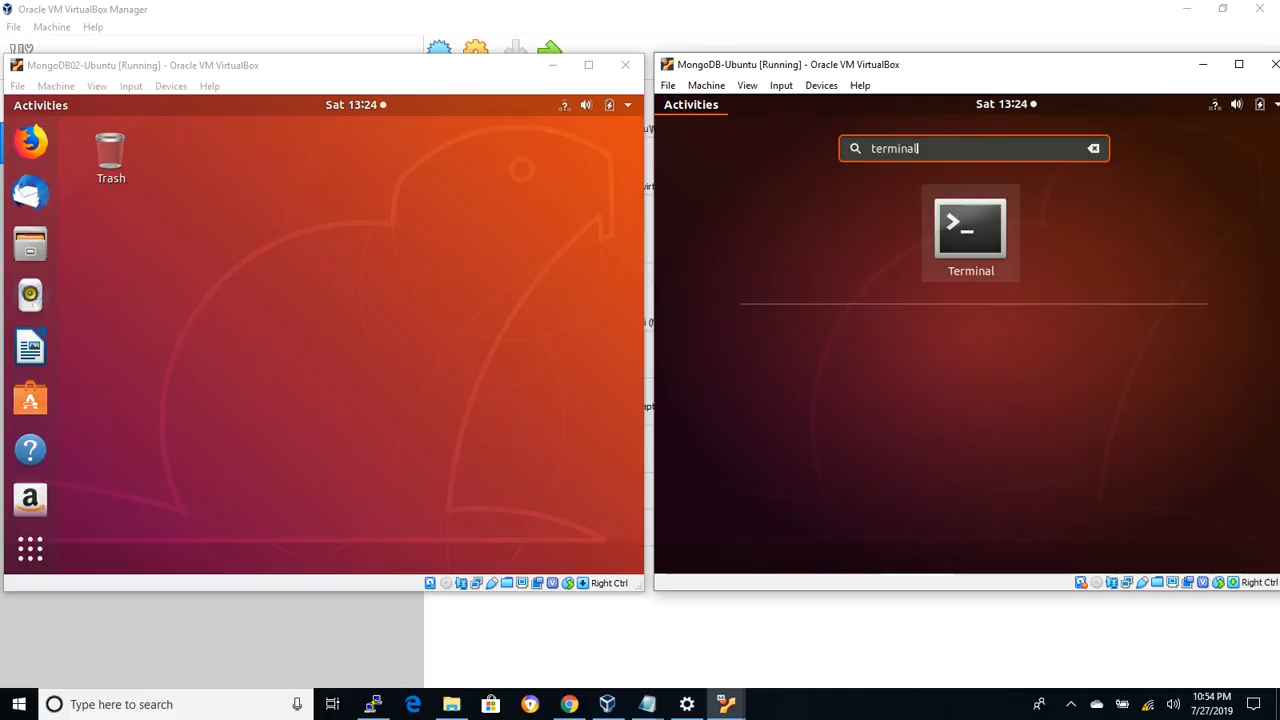 Oracle VM VirtualBox Manager
File Machine Help
MongoDB02-Ubuntu [Running] - Oracle VM VirtualBox
File Machine View Input Devices Help
Activities
Sat 13:24
Trash
Right Ctrl
MongoDB-Ubuntu [Running] - Oracle VM VirtualBox
File Machine View Input Devices Help
Activities
Sat 13:24
terminal
Terminal
Right Ctrl
Type here to search
10:54 PM
7/27/2019